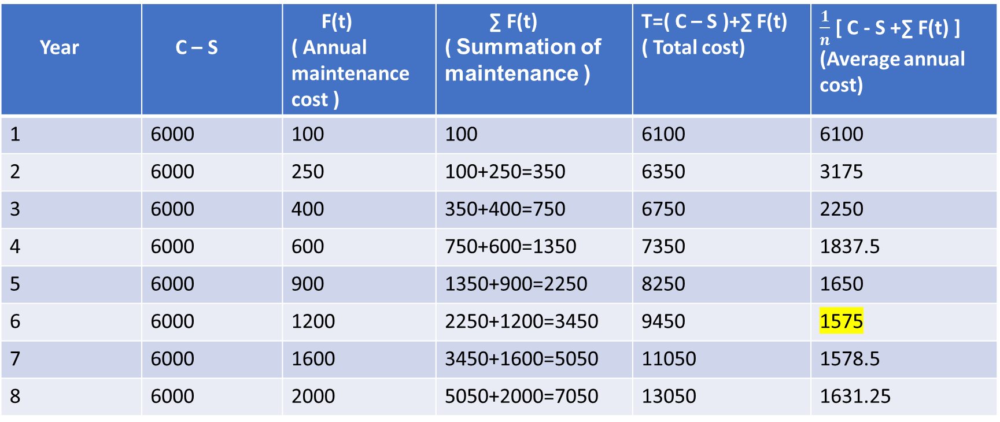 Year
C – S
F(t)
( Annual
maintenance
cost )
∑ F(t)
( Summation of
maintenance )
T=( C – S )+∑ F(t)
( Total cost)
1/n [ C - S +∑ F(t) ]
(Average annual
cost)
1 6000 100 100 6100 6100
2 6000 250 100+250=350 6350 3175
3 6000 400 350+400=750 6750 2250
4 6000 600 750+600=1350 7350 1837.5
5 6000 900 1350+900=2250 8250 1650
6 6000 1200 2250+1200=3450 9450 1575
7 6000 1600 3450+1600=5050 11050 1578.5
8 6000 2000 5050+2000=7050 13050 1631.25